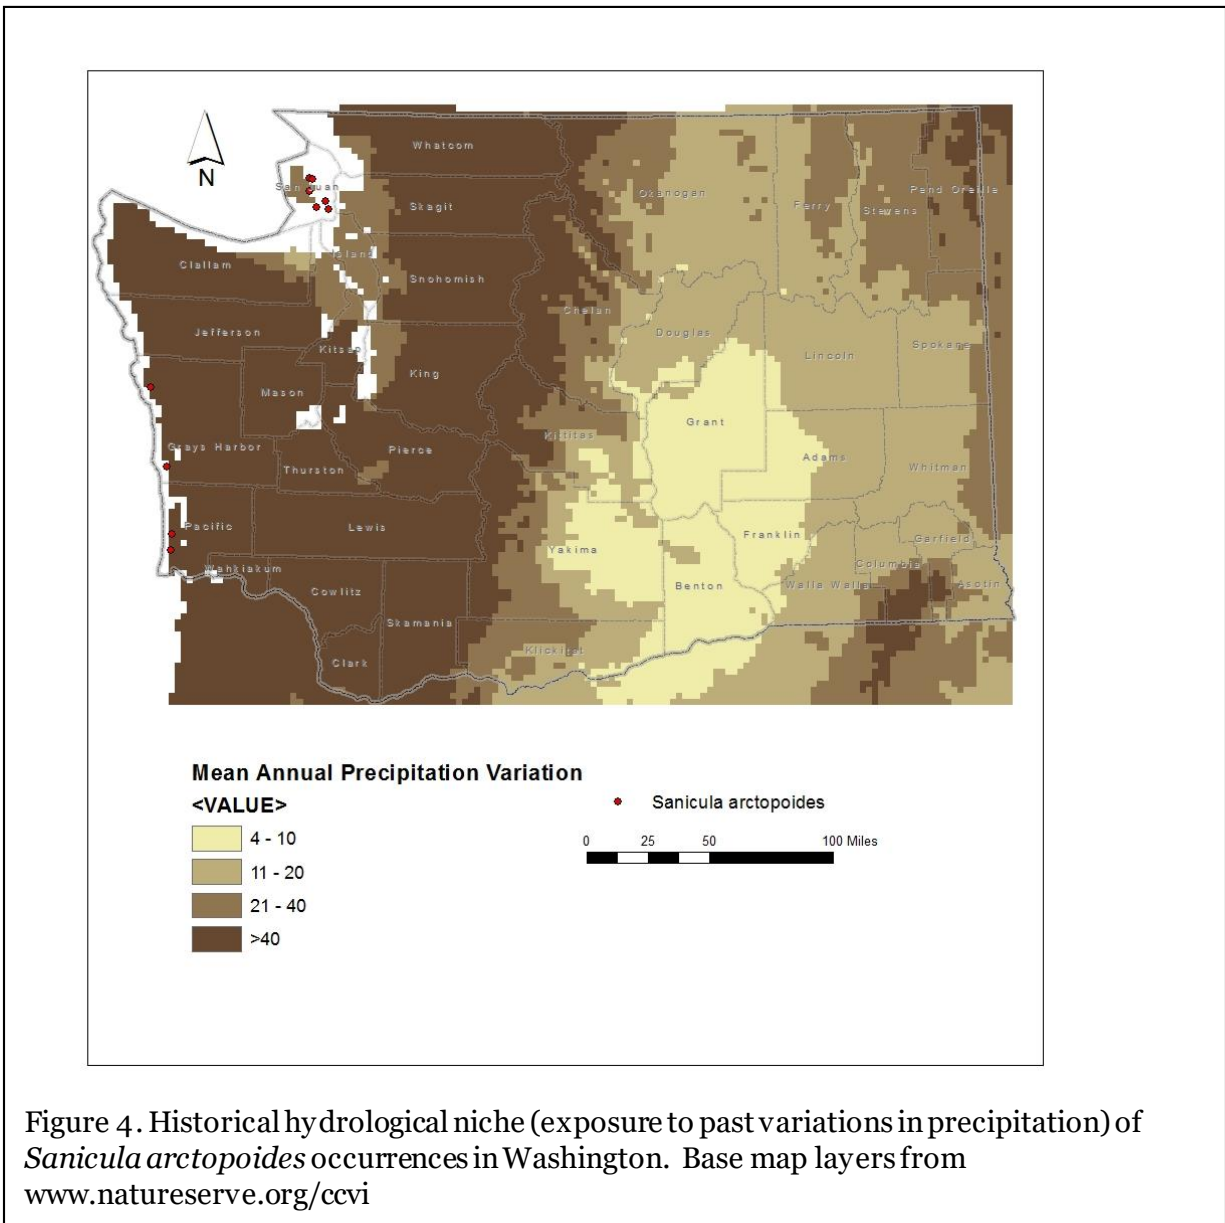 N
Whatcom
San Juan
Skagit
Okanogan
Ferry
Stevens
Pend Oreille
Island
Clallam
Snohomish
Chelan
Jefferson
Kitsap
Douglas
Lincoln
Spokane
King
Mason
Grant
Grays Harbor
Thurston
Pierce
Kittitas
Adams
Whitman
Pacific
Lewis
Yakima
Franklin
Garfield
Wahkiakum
Cowlitz
Benton
Columbia
Walla Walla
Asotin
Skamania
Clark
Klickitat
Mean Annual Precipitation Variation
<VALUE>
4 - 10
11 - 20
21 - 40
>40
Sanicula arctopoides
0 25 50 100 Miles
Figure 4. Historical hydrological niche (exposure to past variations in precipitation) of
Sanicula arctopoides occurrences in Washington. Base map layers from
www.natureserve.org/ccvi